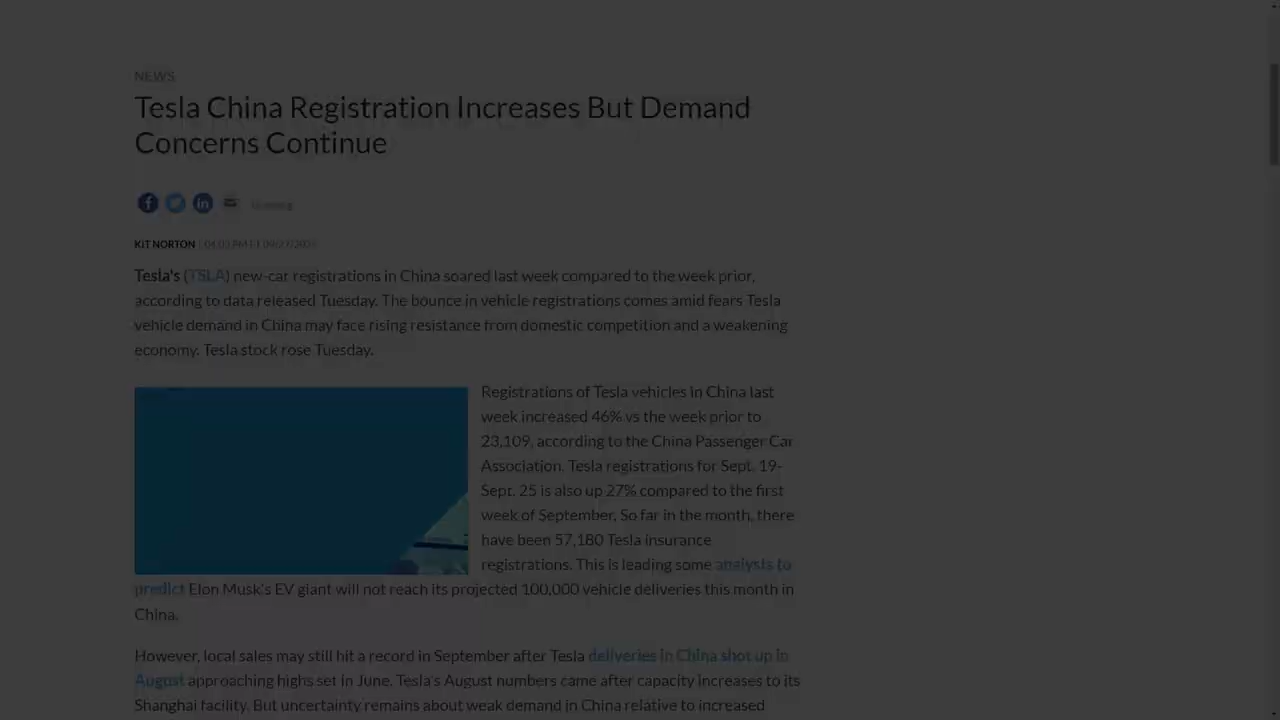 NEWS
Tesla China Registration Increases But Demand
Concerns Continue
KIT NORTON
Tesla's (TSLA) new-car registrations in China soared last week compared to the week prior,
according to data released Tuesday. The bounce in vehicle registrations comes amid fears Tesla
vehicle demand in China may face rising resistance from domestic competition and a weakening
economy. Tesla stock rose Tuesday.
Registrations of Tesla vehicles in China last
week increased 46% vs the week prior to
23,109, according to the China Passenger Car
Association. Tesla registrations for Sept. 19-
Sept. 25 is also up 27% compared to the first
week of September. So far in the month, there
have been 57,180 Tesla insurance
registrations. This is leading some analysts to
predict Elon Musk's EV giant will not reach its projected 100,000 vehicle deliveries this month in
China.
However, local sales may still hit a record in September after Tesla deliveries in China shot up in
August approaching highs set in June. Tesla's August numbers came after capacity increases to its
Shanghai facility. But uncertainty remains about weak demand in China relative to increased